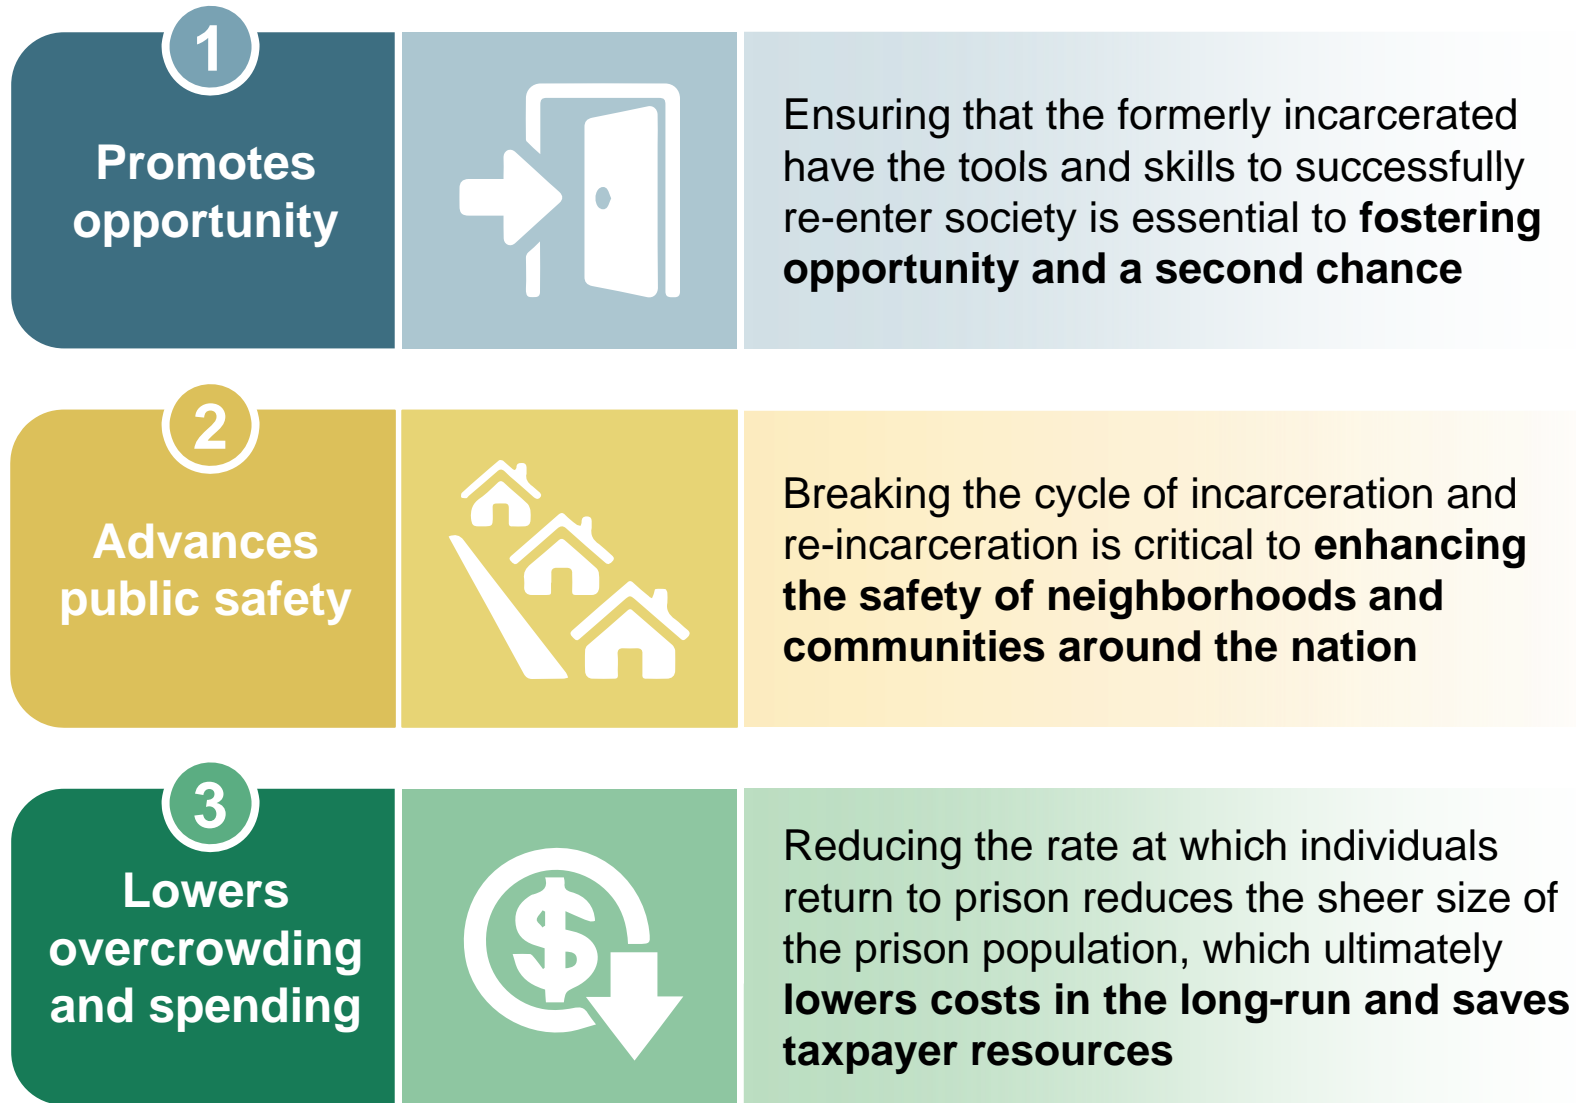 1
Promotes
opportunity
Ensuring that the formerly incarcerated
have the tools and skills to successfully
re-enter society is essential to fostering
opportunity and a second chance
2
Advances
public safety
Breaking the cycle of incarceration and
re-incarceration is critical to enhancing
the safety of neighborhoods and
communities around the nation
3
Lowers
overcrowding
and spending
$
Reducing the rate at which individuals
return to prison reduces the sheer size of
the prison population, which ultimately
lowers costs in the long-run and saves
taxpayer resources